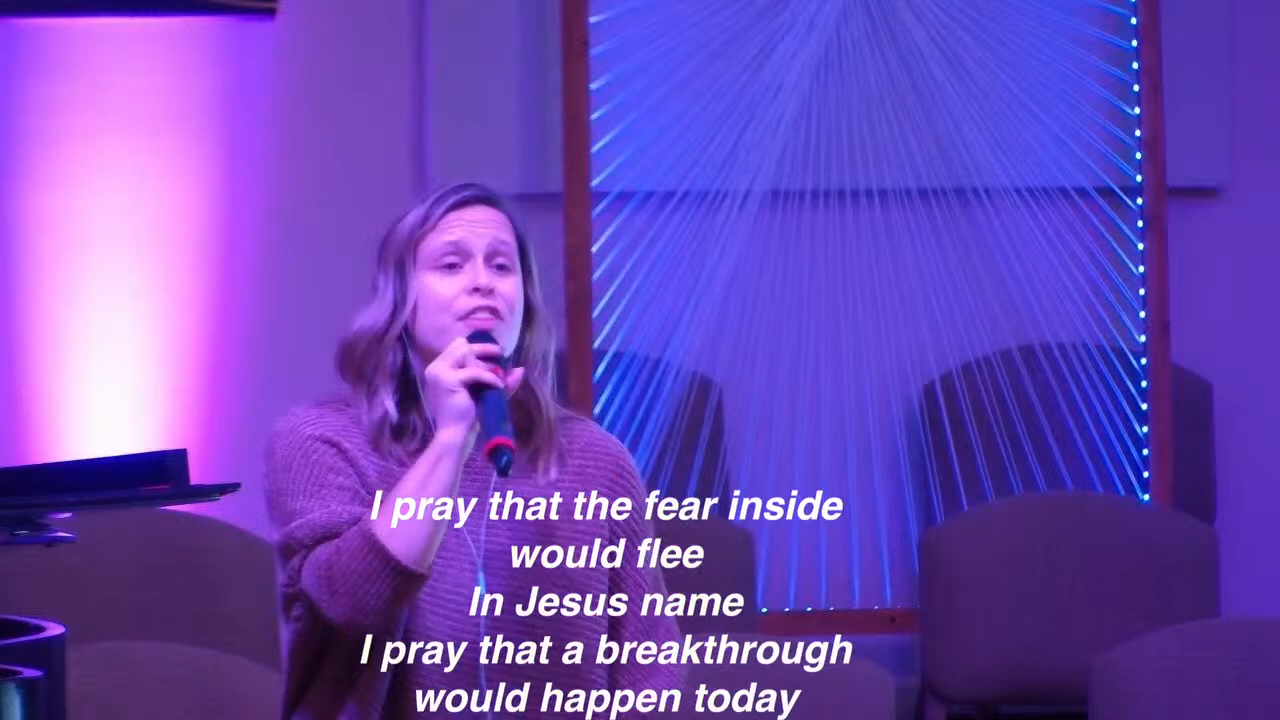 I pray that the fear inside
would flee
In Jesus name
I pray that a breakthrough
would happen today